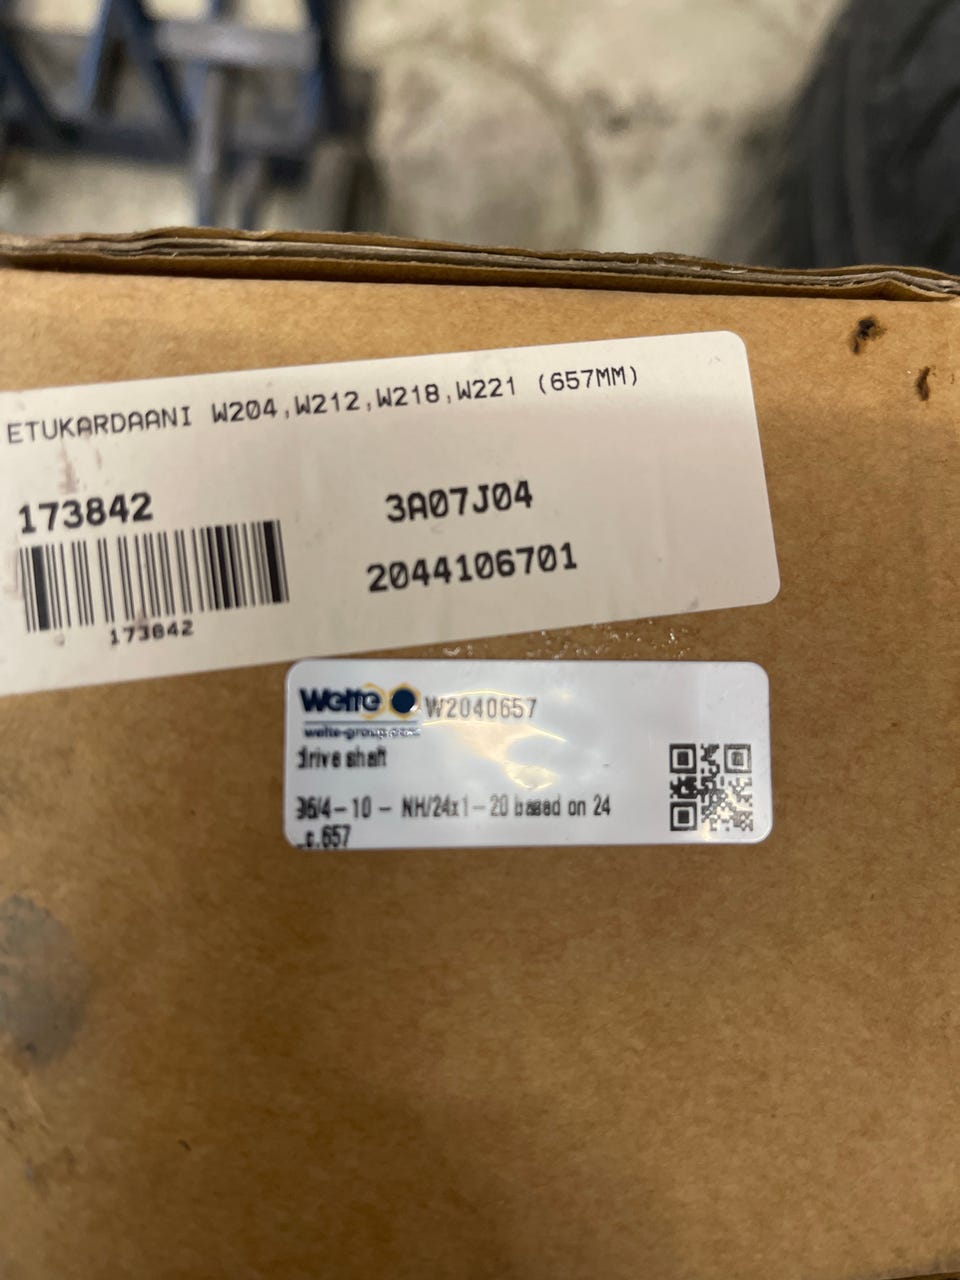 ETUKARDAANI W204,W212,W218,W221 (657MM)
173842
3A07J04
2044106701
173842
Welte W2040657
welte-group.com
drive shaft
36/4-10 - NH/24x1-20 based on 24
_c.657